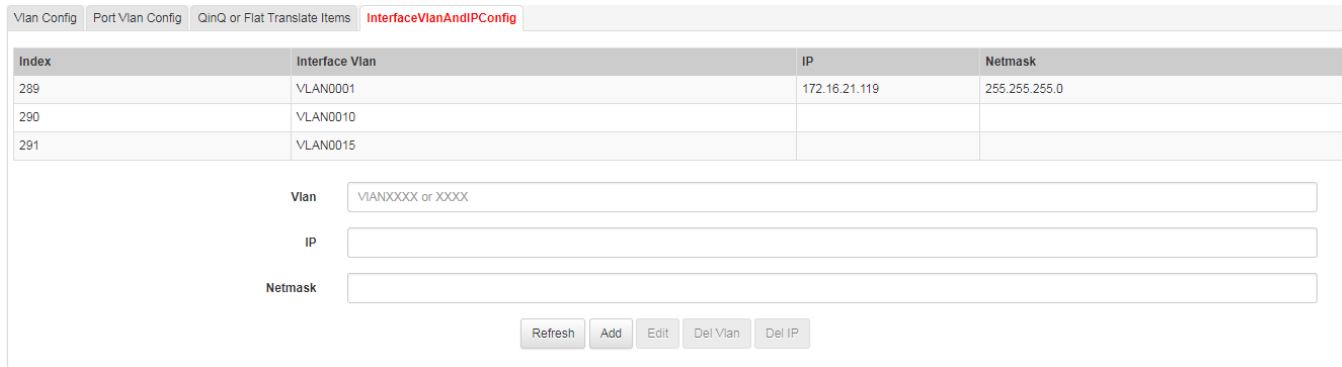 Vlan Config Port Vlan Config QinQ or Flat Translate Items InterfaceVlanAndIPConfig
Index Interface Vlan IP Netmask
289 VLAN0001 172.16.21.119 255.255.255.0
290 VLAN0010
291 VLAN0015
Vlan VlANXXXX or XXXX
IP
Netmask
Refresh Add Edit Del Vlan Del IP